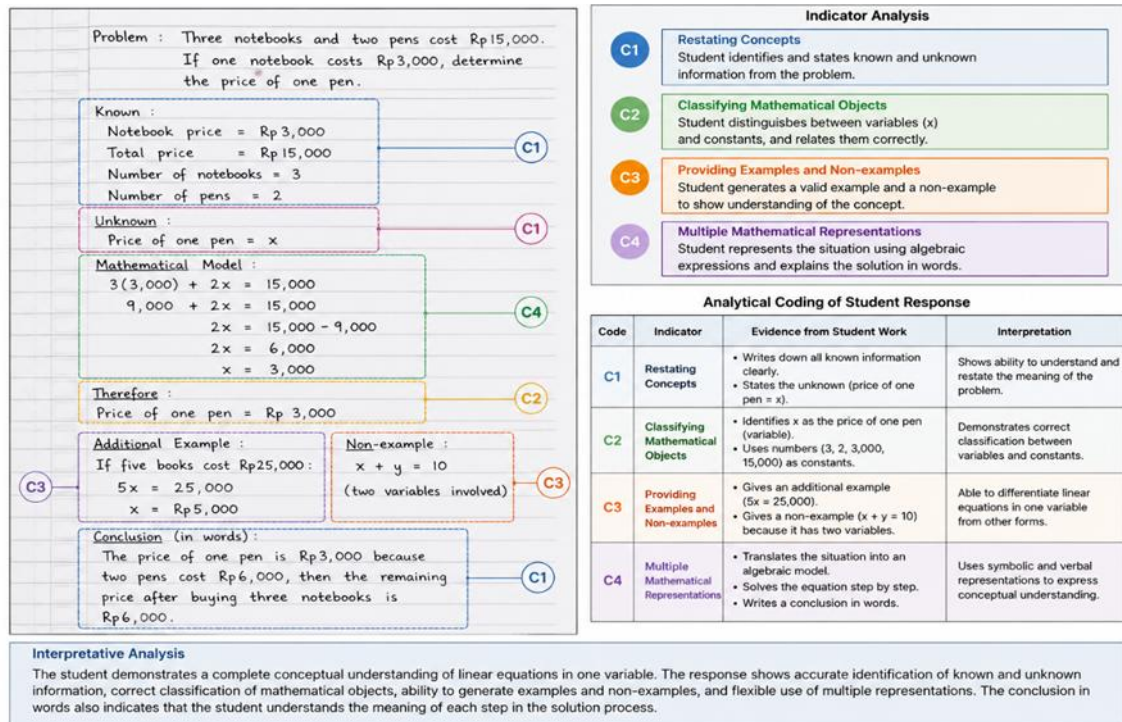 Problem : Three notebooks and two pens cost Rp15,000.
If one notebook costs Rp3,000, determine
the price of one pen.
Known :
Notebook price = Rp3,000
Total price = Rp15,000
Number of notebooks = 3
Number of pens = 2
C1
Unknown :
Price of one pen = x
C1
Mathematical Model :
3(3,000) + 2x = 15,000
9,000 + 2x = 15,000
2x = 15,000 - 9,000
2x = 6,000
x = 3,000
C4
Therefore :
Price of one pen = Rp 3,000
C2
Additional Example :
If five books cost Rp25,000:
5x = 25,000
x = Rp5,000
C3
Non-example :
x + y = 10
(two variables involved)
C3
Conclusion (in words) :
The price of one pen is Rp3,000 because
two pens cost Rp6,000, then the remaining
price after buying three notebooks is
Rp6,000.
C1
Indicator Analysis
C1
Restating Concepts
Student identifies and states known and unknown
information from the problem.
C2
Classifying Mathematical Objects
Student distinguisbes between variables (x)
and constants, and relates them correctly.
C3
Providing Examples and Non-examples
Student generates a valid example and a non-example
to show understanding of the concept.
C4
Multiple Mathematical Representations
Student represents the situation using algebraic
expressions and explains the solution in words.
Analytical Coding of Student Response
Code Indicator Evidence from Student Work Interpretation
C1
Restating
Concepts
• Writes down all known information
clearly.
• States the unknown (price of one
pen = x).
Shows ability to understand and
restate the meaning of the
problem.
C2
Classifying
Mathematical
Objects
• Identifies x as the price of one pen
(variable).
• Uses numbers (3, 2, 3,000,
15,000) as constants.
Demonstrates correct
classification between
variables and constants.
C3
Providing
Examples and
Non-examples
• Gives an additional example
(5x = 25,000).
• Gives a non-example (x + y = 10)
because it has two variables.
Able to differentiate linear
equations in one variable
from other forms.
C4
Multiple
Mathematical
Representations
• Translates the situation into an
algebraic model.
• Solves the equation step by step.
• Writes a conclusion in words.
Uses symbolic and verbal
representations to express
conceptual understanding.
Interpretative Analysis
The student demonstrates a complete conceptual understanding of linear equations in one variable. The response shows accurate identification of known and unknown
information, correct classification of mathematical objects, ability to generate examples and non-examples, and flexible use of multiple representations. The conclusion in
words also indicates that the student understands the meaning of each step in the solution process.